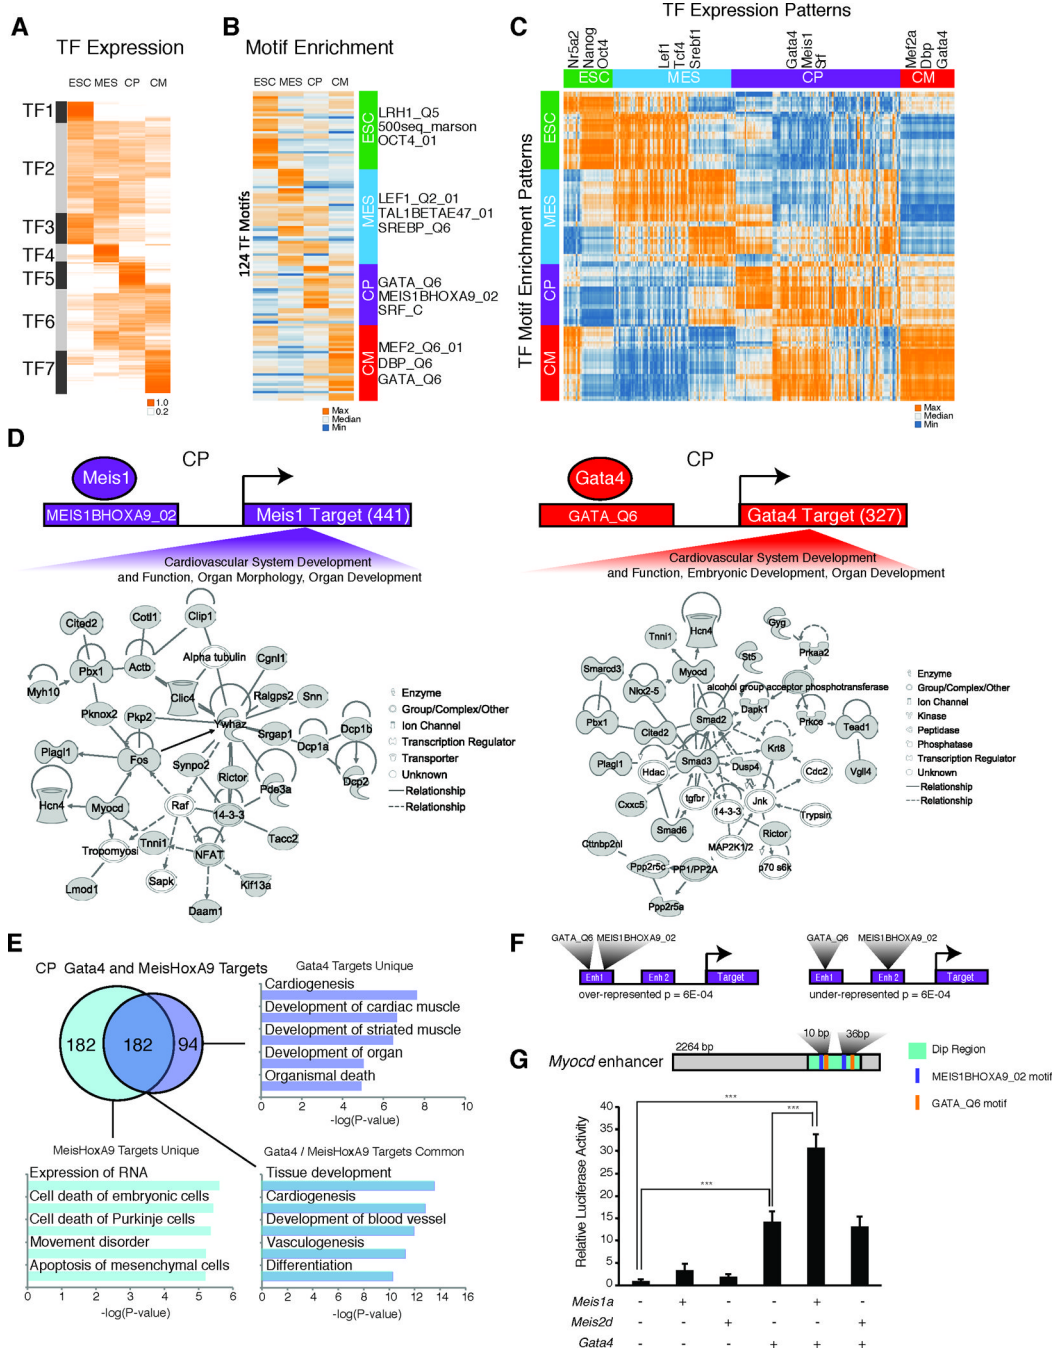 A
TF Expression
ESC MES CP CM
TF1
TF2
TF3
TF4
TF5
TF6
TF7
1.0
0.2
B
Motif Enrichment
ESC MES CP CM
124 TF Motifs
ESC
MES
CP
CM
LRH1_Q5
500seq_marson
OCT4_01
LEF1_Q2_01
TAL1BETAE47_01
SREBP_Q6
GATA_Q6
MEIS1BHOXA9_02
SRF_C
MEF2_Q6_01
DBP_Q6
GATA_Q6
Max
Median
Min
C
TF Expression Patterns
Nr5a2
Nanog
Oct4
Lef1
Tcf4
Srebf1
Gata4
Meis1
Srf
Mef2a
Dbp
Gata4
ESC MES CP CM
TF Motif Enrichment Patterns
ESC
MES
CP
CM
Max
Median
Min
D
CP
Meis1
MEIS1BHOXA9_02
Meis1 Target (441)
Cardiovascular System Development
and Function, Organ Morphology, Organ Development
Cited2
Cotl1
Clip1
Alpha tubulin
Cgnl1
Pbx1
Actb
Myh10
Clic4
Ralgps2
Snn
Pknox2
Pkp2
Ywhaz
Srgap1
Dcp1a
Dcp1b
Plagl1
Fos
Synpo2
Rictor
Pde3a
Dcp2
Hcn4
Myocd
Raf
14-3-3
Tacc2
Tropomyosi
Tnni1
NFAT
Lmod1
Sapk
Kif13a
Daam1
Enzyme
Group/Complex/Other
Ion Channel
Transcription Regulator
Transporter
Unknown
Relationship
Relationship
CP
Gata4
GATA_Q6
Gata4 Target (327)
Cardiovascular System Development
and Function, Embryonic Development, Organ Development
Hcn4
Gyg
Tnni1
Prkaa2
Smarcd3
Myocd
St5
Nkx2-5
alcohol group acceptor phosphotransferase
Pbx1
Smad2
Dapk1
Prkce
Tead1
Cited2
Krt8
Plagl1
Smad3
Dusp4
Hdac
Cdc2
Vgll4
Cxxc5
tgfbr
Jnk
14-3-3
Trypsin
Smad6
Rictor
Cttnbp2nl
MAP2K1/2
Ppp2r5c
PP1/PP2A
p70 s6k
Ppp2r5a
Enzyme
Group/Complex/Other
Ion Channel
Kinase
Peptidase
Phosphatase
Transcription Regulator
Unknown
Relationship
Relationship
E
CP Gata4 and MeisHoxA9 Targets
182
182
94
Gata4 Targets Unique
Cardiogenesis
Development of cardiac muscle
Development of striated muscle
Development of organ
Organismal death
0 2 4 6 8 10
-log(P-value)
MeisHoxA9 Targets Unique
Expression of RNA
Cell death of embryonic cells
Cell death of Purkinje cells
Movement disorder
Apoptosis of mesenchymal cells
0 1 2 3 4 5 6
-log(P-value)
Gata4 / MeisHoxA9 Targets Common
Tissue development
Cardiogenesis
Development of blood vessel
Vasculogenesis
Differentiation
0 2 4 6 8 10 12 14 16
-log(P-value)
F
GATA_Q6 MEIS1BHOXA9_02
Enh1 Enh 2 Target
over-represented p = 6E-04
GATA_Q6 MEIS1BHOXA9_02
Enh1 Enh 2 Target
under-represented p = 6E-04
G
Myocd enhancer
2264 bp
10 bp
36bp
Dip Region
MEIS1BHOXA9_02 motif
GATA_Q6 motif
Relative Luciferase Activity
40
35
30
25
20
15
10
5
0
***
***
***
Meis1a - + - - + -
Meis2d - - + - - +
Gata4 - - - + + +